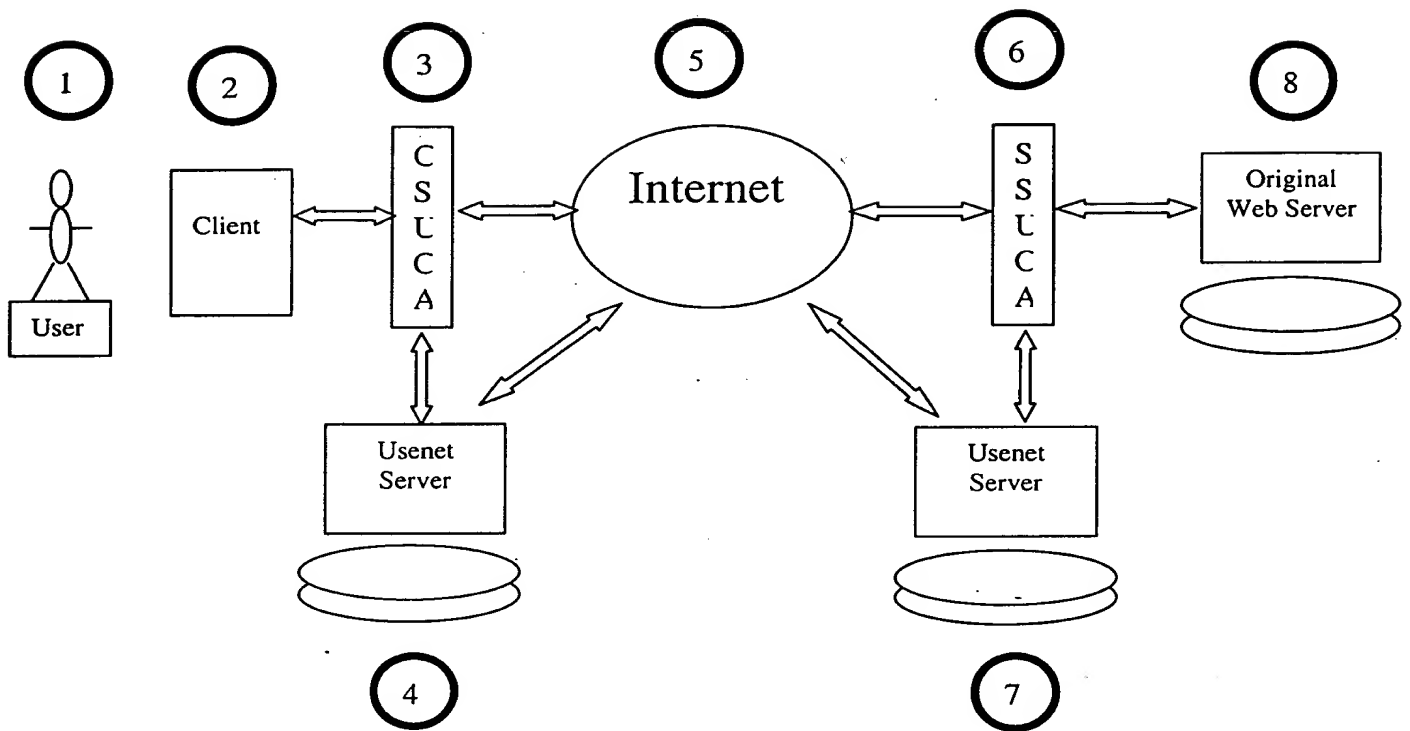 1
2
3
5
6
8
User
Client
C
S
U
C
A
Internet
S
S
U
C
A
Original
Web Server
Usenet
Server
Usenet
Server
4
7